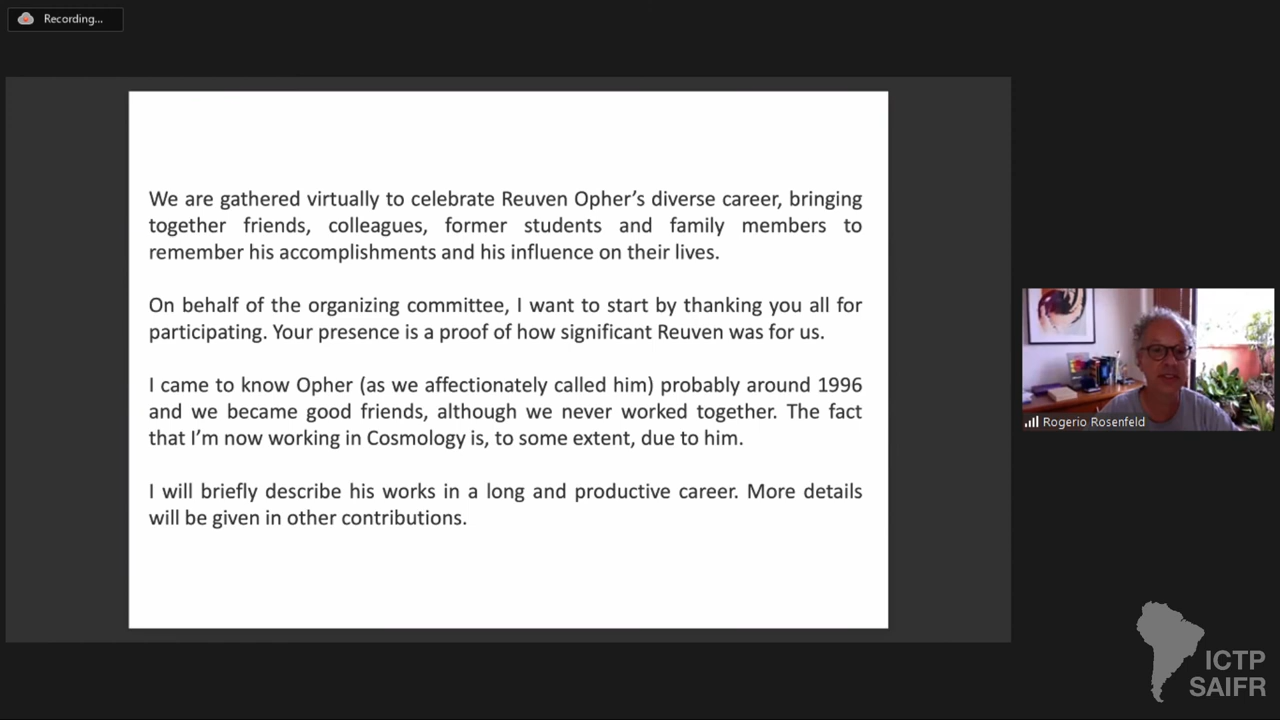 Recording...
We are gathered virtually to celebrate Reuven Opher’s diverse career, bringing
together friends, colleagues, former students and family members to
remember his accomplishments and his influence on their lives.
On behalf of the organizing committee, I want to start by thanking you all for
participating. Your presence is a proof of how significant Reuven was for us.
I came to know Opher (as we affectionately called him) probably around 1996
and we became good friends, although we never worked together. The fact
that I’m now working in Cosmology is, to some extent, due to him.
I will briefly describe his works in a long and productive career. More details
will be given in other contributions.
Rogerio Rosenfeld
ICTP
SAIFR